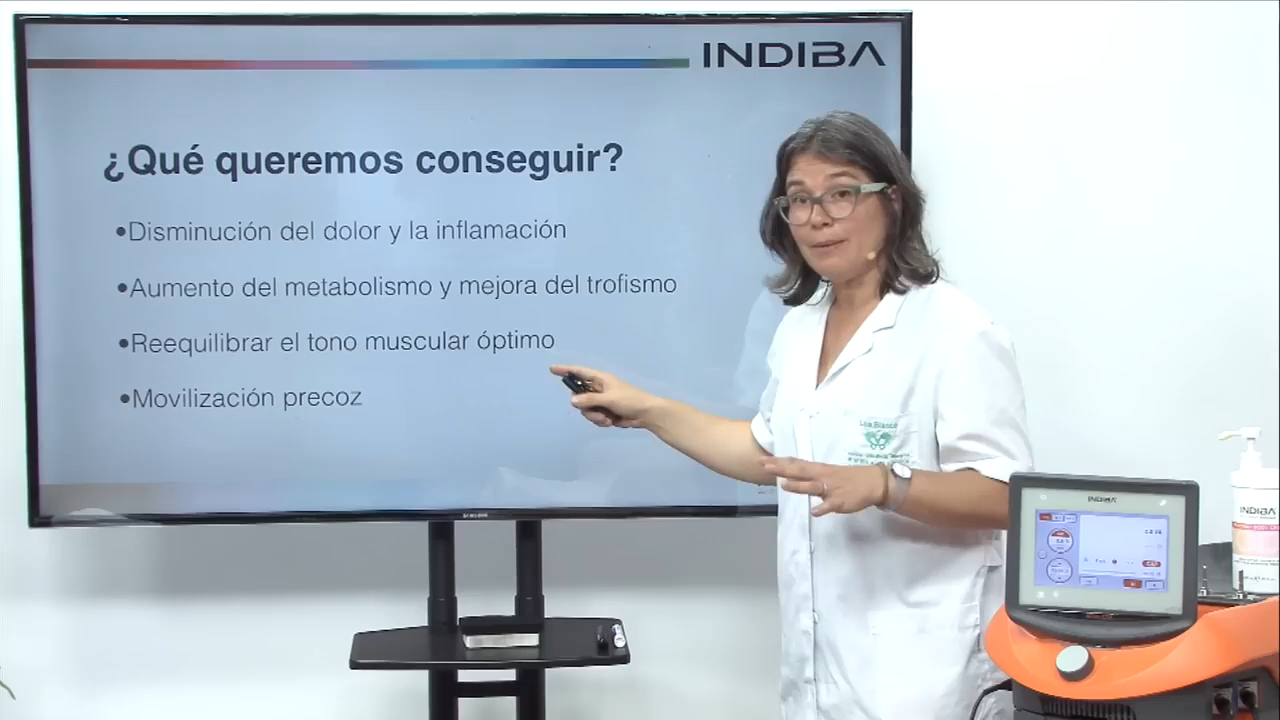 INDIBA
¿Qué queremos conseguir?
•Disminución del dolor y la inflamación
•Aumento del metabolismo y mejora del trofismo
•Reequilibrar el tono muscular óptimo
•Movilización precoz
Blanco
INDIBA
INDIBA